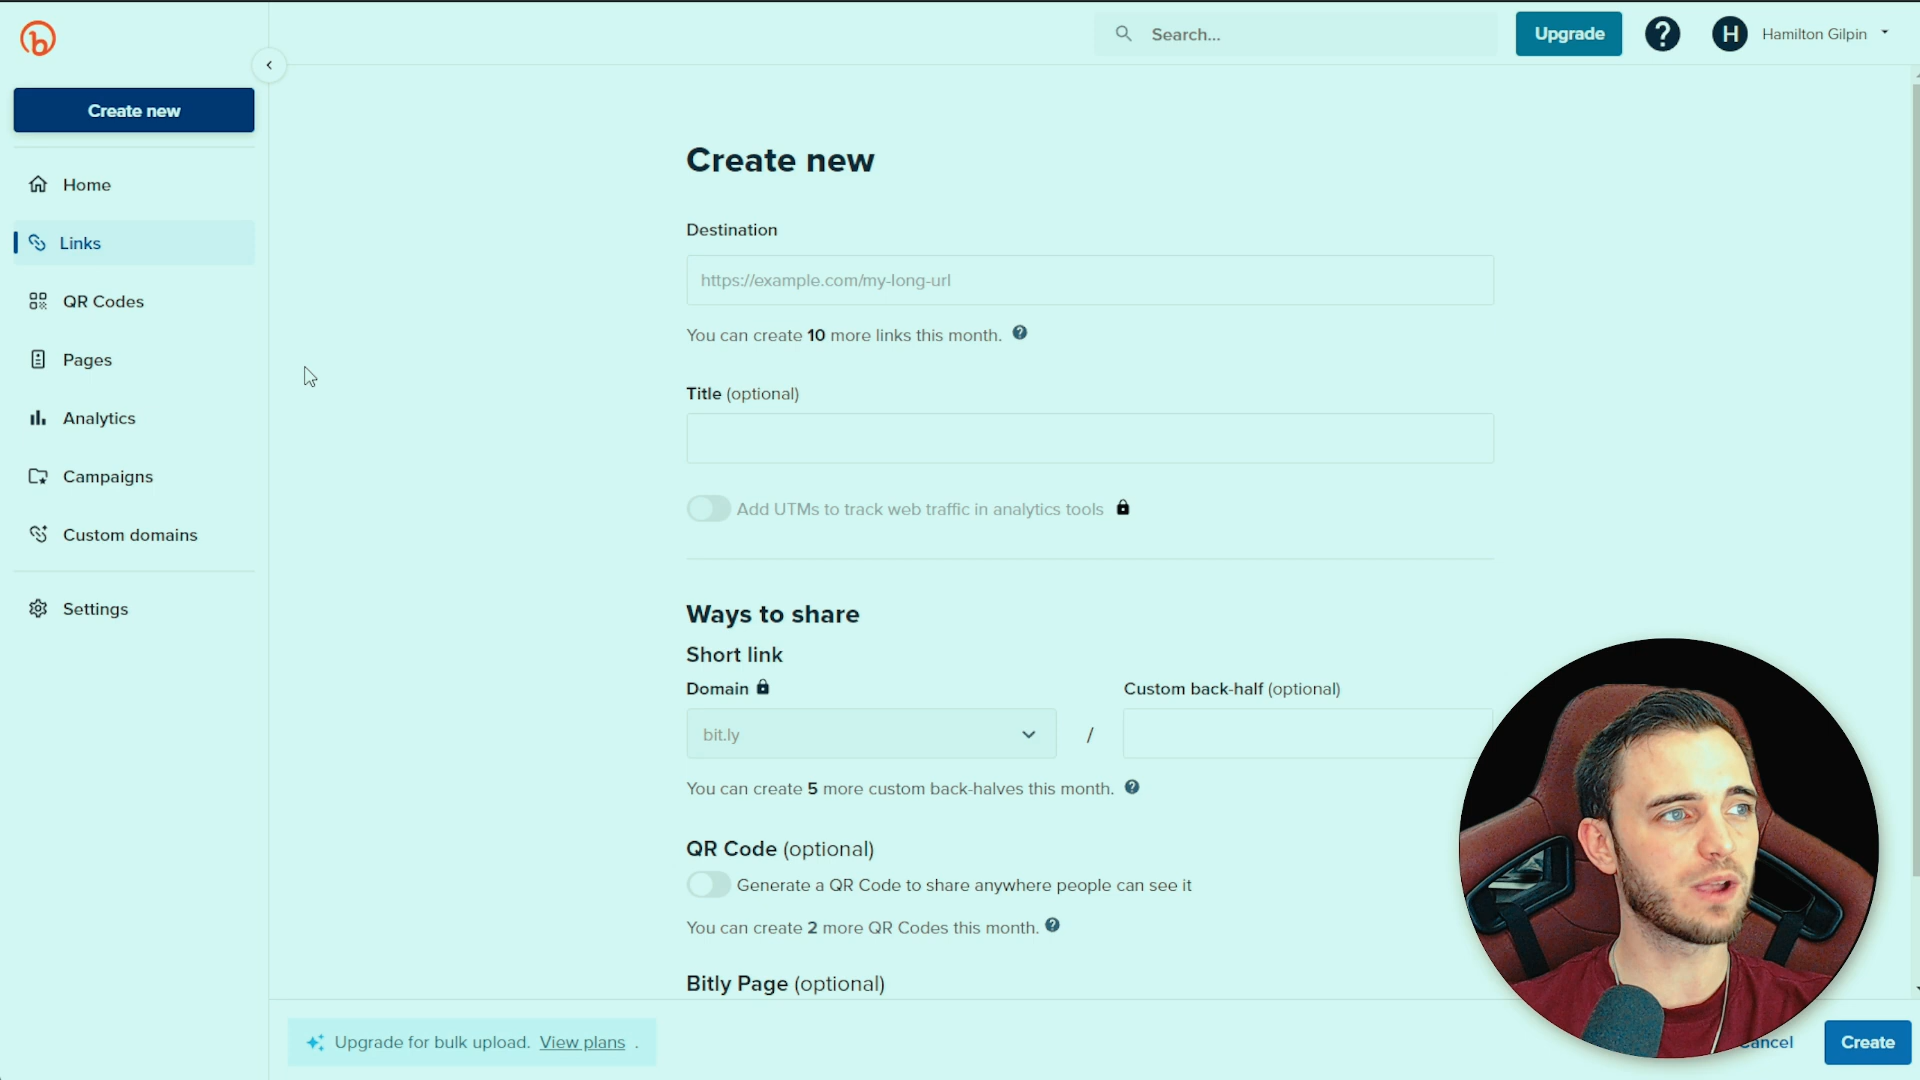 b
Search...
Upgrade
?
H
Hamilton Gilpin
Create new
Home
Links
QR Codes
Pages
Analytics
Campaigns
Custom domains
Settings
Create new
Destination
https://example.com/my-long-url
You can create 10 more links this month. ?
Title (optional)
Add UTMs to track web traffic in analytics tools
Ways to share
Short link
Domain
Custom back-half (optional)
bit.ly
/
You can create 5 more custom back-halves this month. ?
QR Code (optional)
Generate a QR Code to share anywhere people can see it
You can create 2 more QR Codes this month. ?
Bitly Page (optional)
Upgrade for bulk upload. View plans .
Cancel
Create